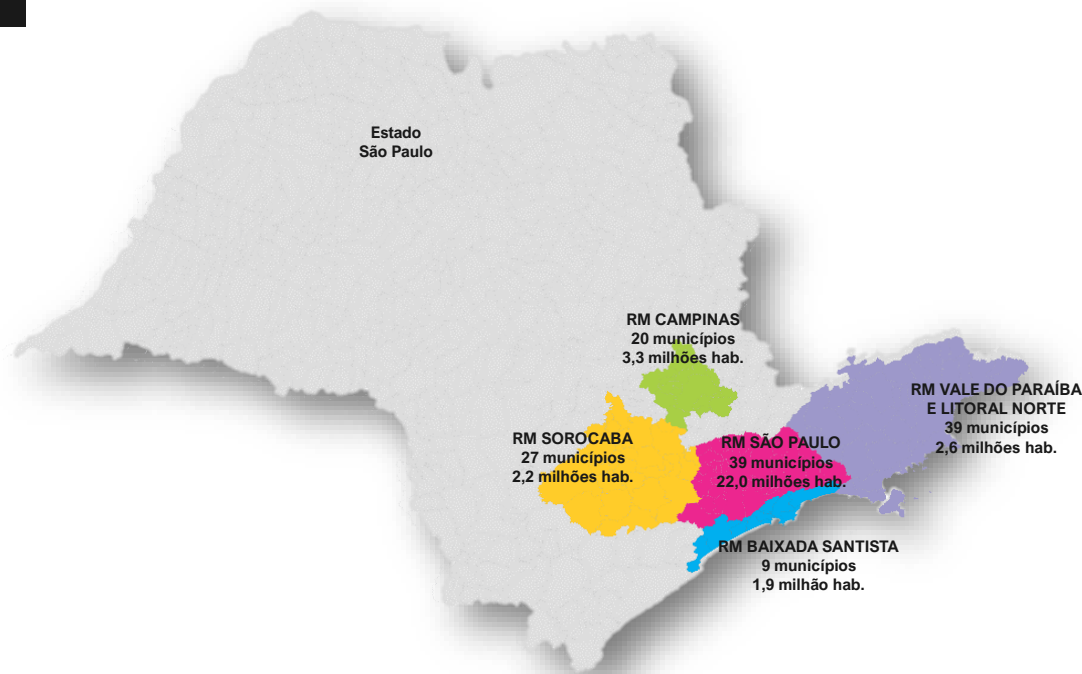 Estado
São Paulo
RM CAMPINAS
20 municípios
3,3 milhões hab.
RM VALE DO PARAÍBA
E LITORAL NORTE
39 municípios
2,6 milhões hab.
RM SOROCABA
27 municípios
2,2 milhões hab.
RM SÃO PAULO
39 municípios
22,0 milhões hab.
RM BAIXADA SANTISTA
9 municípios
1,9 milhão hab.